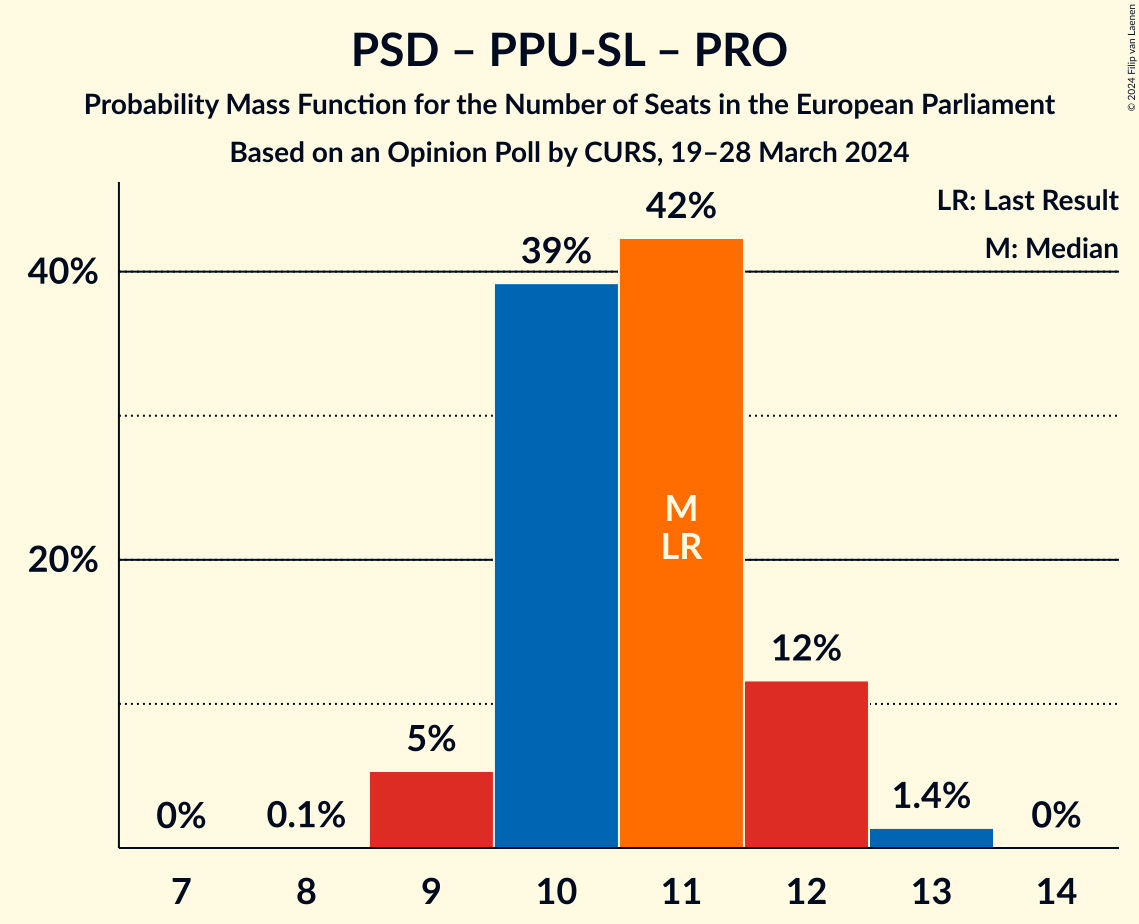 PSD – PPU-SL – PRO
Probability Mass Function for the Number of Seats in the European Parliament
Based on an Opinion Poll by CURS, 19–28 March 2024
© 2024 Filip van Laenen
LR: Last Result
M: Median
40%
20%
0%
0.1%
5%
39%
42%
M
LR
12%
1.4%
0%
7
8
9
10
11
12
13
14